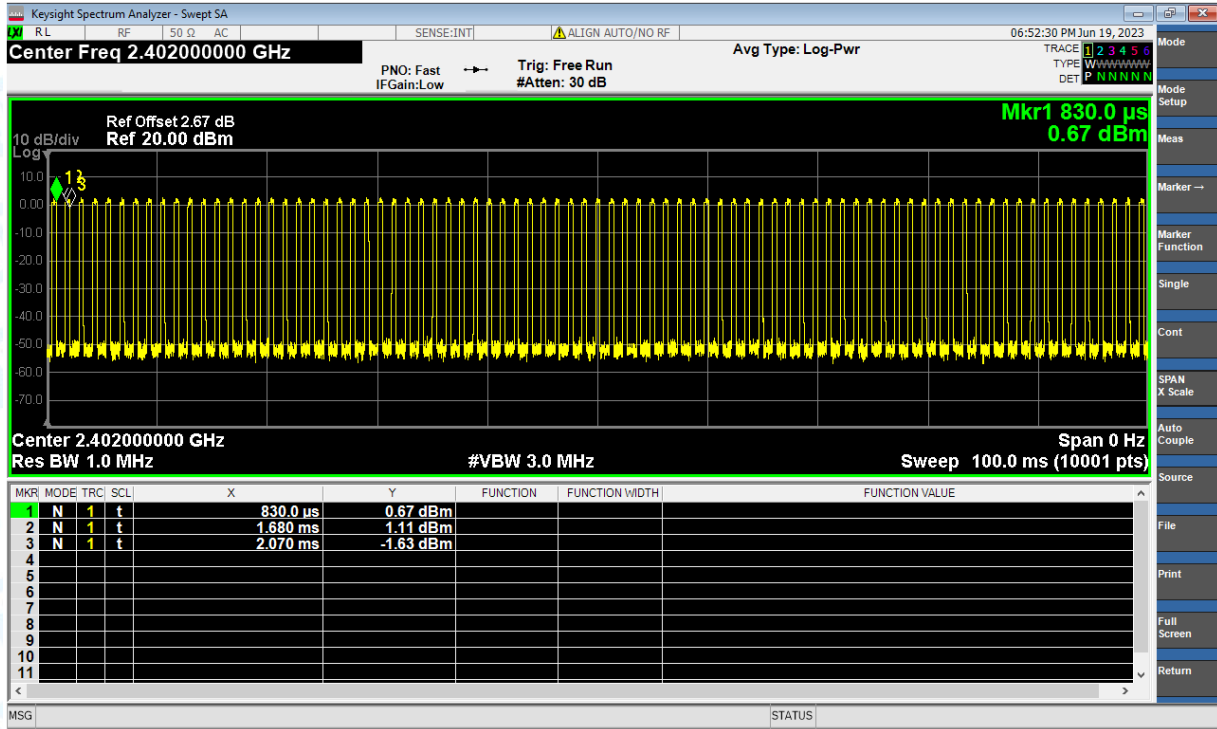 Keysight Spectrum Analyzer - Swept SA
LXI RL RF 50 Ω AC SENSE:INT ALIGN AUTO/NO RF 06:52:30 PM Jun 19, 2023
Center Freq 2.402000000 GHz Avg Type: Log-Pwr TRACE 1 2 3 4 5 6
PNO: Fast Trig: Free Run TYPE WWWWWW
IFGain:Low #Atten: 30 dB DET P N N N N N
Mkr1 830.0 µs
Ref Offset 2.67 dB
10 dB/div Ref 20.00 dBm 0.67 dBm
Log
10.0
0.00
-10.0
-20.0
-30.0
-40.0
-50.0
-60.0
-70.0
1 2
3
Center 2.402000000 GHz Span 0 Hz
Res BW 1.0 MHz #VBW 3.0 MHz Sweep 100.0 ms (10001 pts)
MKR MODE TRC SCL X Y FUNCTION FUNCTION WIDTH FUNCTION VALUE
1 N 1 t 830.0 µs 0.67 dBm
2 N 1 t 1.680 ms 1.11 dBm
3 N 1 t 2.070 ms -1.63 dBm
4
5
6
7
8
9
10
11
MSG STATUS
Mode
Mode
Setup
Meas
Marker →
Marker
Function
Single
Cont
SPAN
X Scale
Auto
Couple
Source
File
Print
Full
Screen
Return